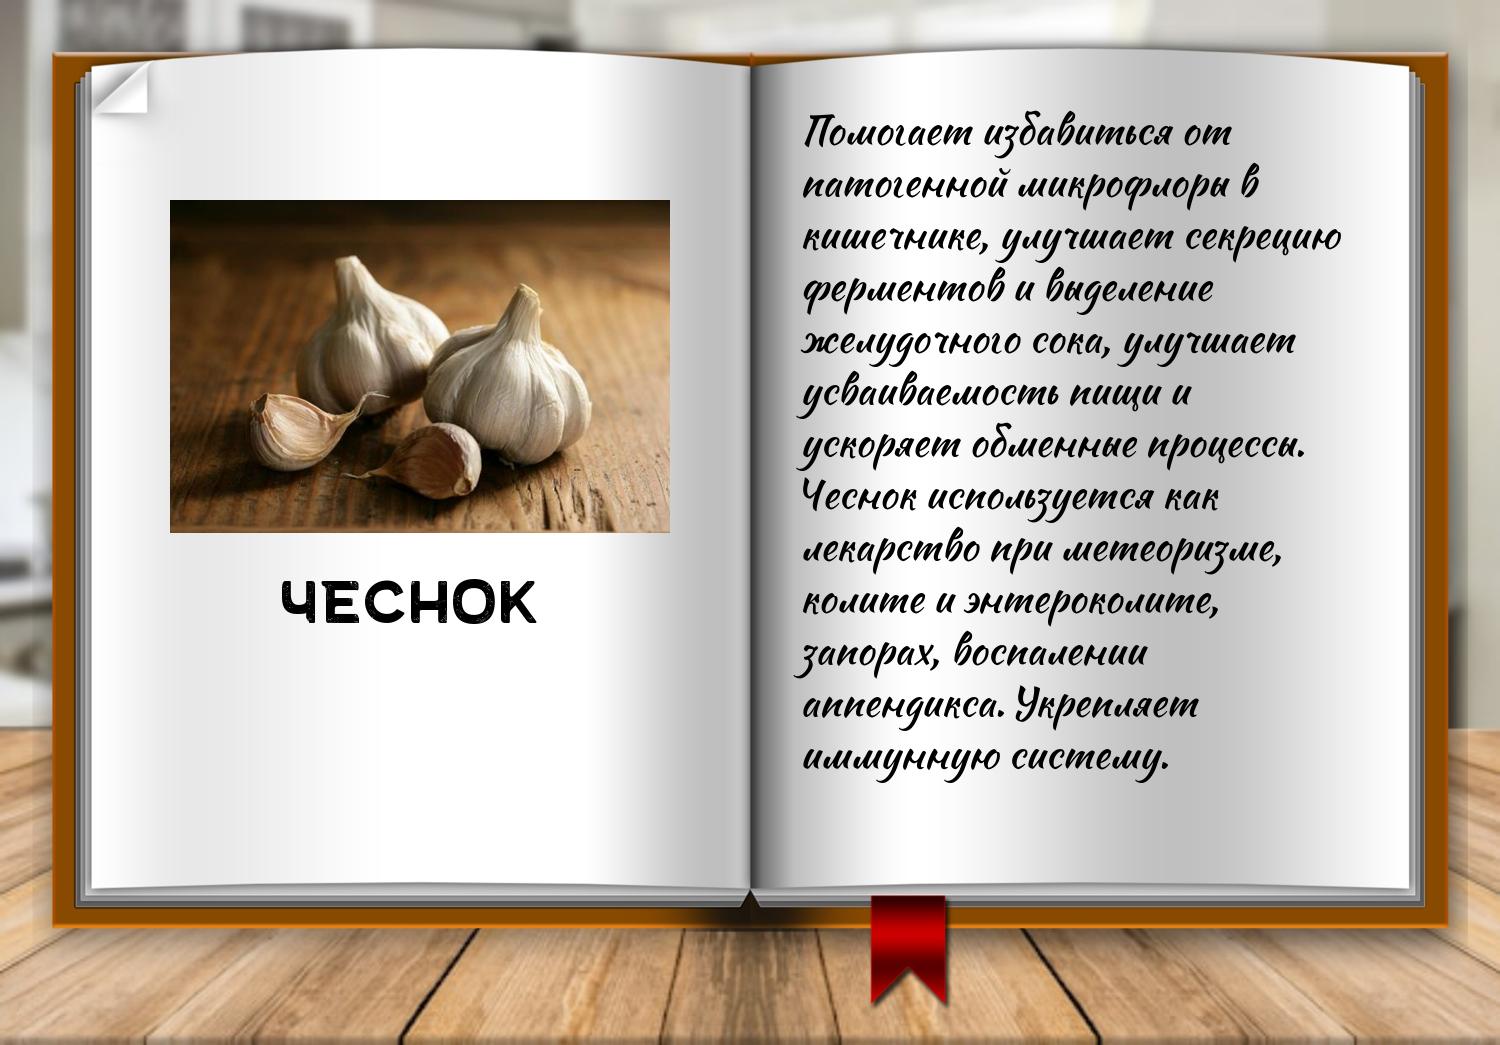 ЧЕСНОК
Помогает избавиться от
патогенной микрофлоры в
кишечнике, улучшает секрецию
ферментов и выделение
желудочного сока, улучшает
усваиваемость пищи и
ускоряет обменные процессы.
Чеснок используется как
лекарство при метеоризме,
колите и энтероколите,
запорах, воспалении
аппендикса. Укрепляет
иммунную систему.